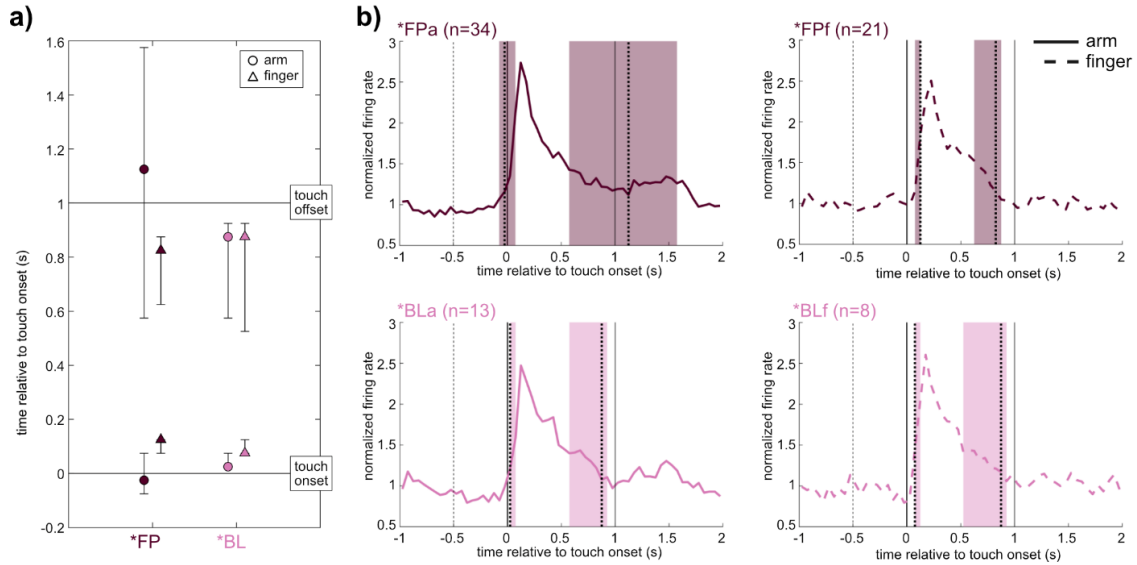 a)
1.6
1.4
1.2
1
0.8
0.6
0.4
0.2
0
-0.2
time relative to touch onset (s)
arm
finger
touch
offset
touch
onset
*FP
*BL
b)
*FPa (n=34)
3
2.5
2
1.5
1
0.5
normalized firing rate
-1
-0.5
0
0.5
1
1.5
2
time relative to touch onset (s)
*FPf (n=21)
3
2.5
2
1.5
1
0.5
normalized firing rate
-1
-0.5
0
0.5
1
1.5
2
time relative to touch onset (s)
arm
finger
*BLa (n=13)
3
2.5
2
1.5
1
0.5
normalized firing rate
-1
-0.5
0
0.5
1
1.5
2
time relative to touch onset (s)
*BLf (n=8)
3
2.5
2
1.5
1
0.5
normalized firing rate
-1
-0.5
0
0.5
1
1.5
2
time relative to touch onset (s)